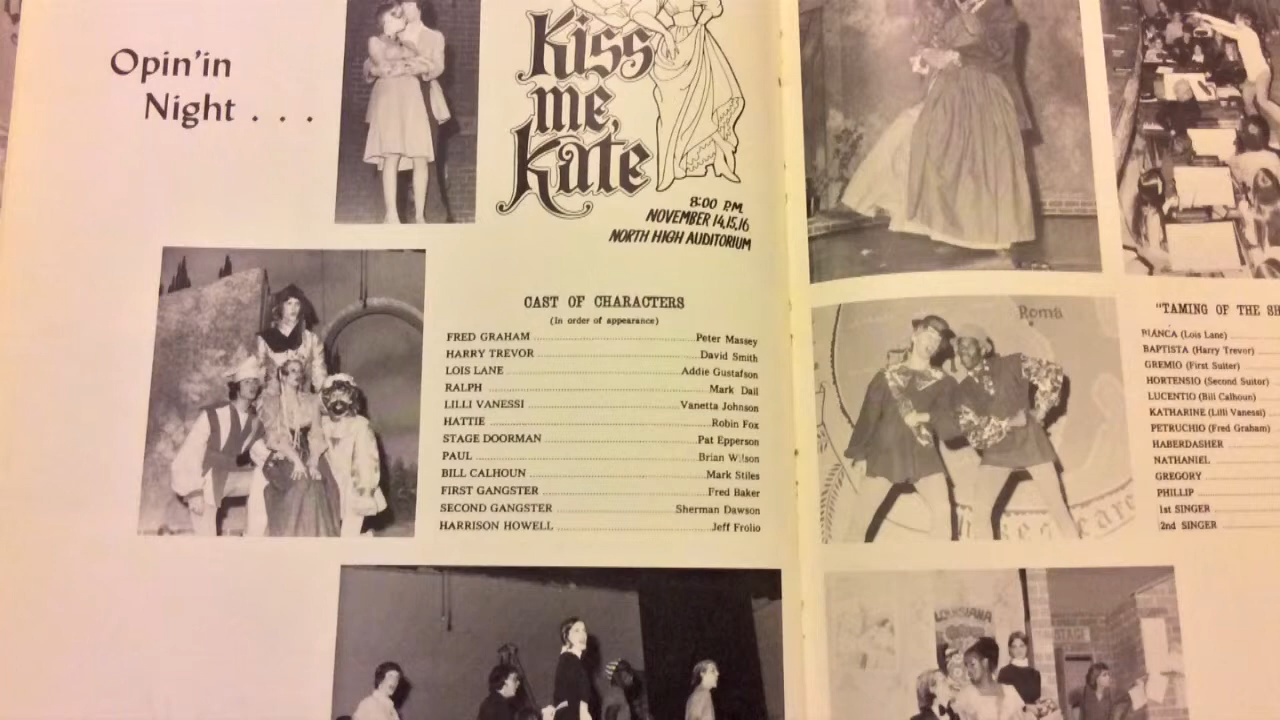 Opin'in
Night . . .
Kiss
me,
Kate
8:00 P.M.
NOVEMBER 14,15,16
NORTH HIGH AUDITORIUM
CAST OF CHARACTERS
(In order of appearance)
FRED GRAHAM Peter Massey
HARRY TREVOR David Smith
LOIS LANE Addie Gustafson
RALPH Mark Dail
LILLI VANESSI Vanetta Johnson
HATTIE Robin Fox
STAGE DOORMAN Pat Epperson
PAUL Brian Wilson
BILL CALHOUN Mark Stiles
FIRST GANGSTER Fred Baker
SECOND GANGSTER Sherman Dawson
HARRISON HOWELL Jeff Frolio
Roma
"TAMING OF THE SH
BIANCA (Lois Lane)
BAPTISTA (Harry Trevor)
GREMIO (First Suiter)
HORTENSIO (Second Suitor)
LUCENTIO (Bill Calhoun)
KATHARINE (Lilli Vanessi)
PETRUCHIO (Fred Graham)
HABERDASHER
NATHANIEL
GREGORY
PHILLIP
1st SINGER
2nd SINGER
LOUISIANA
STAGE